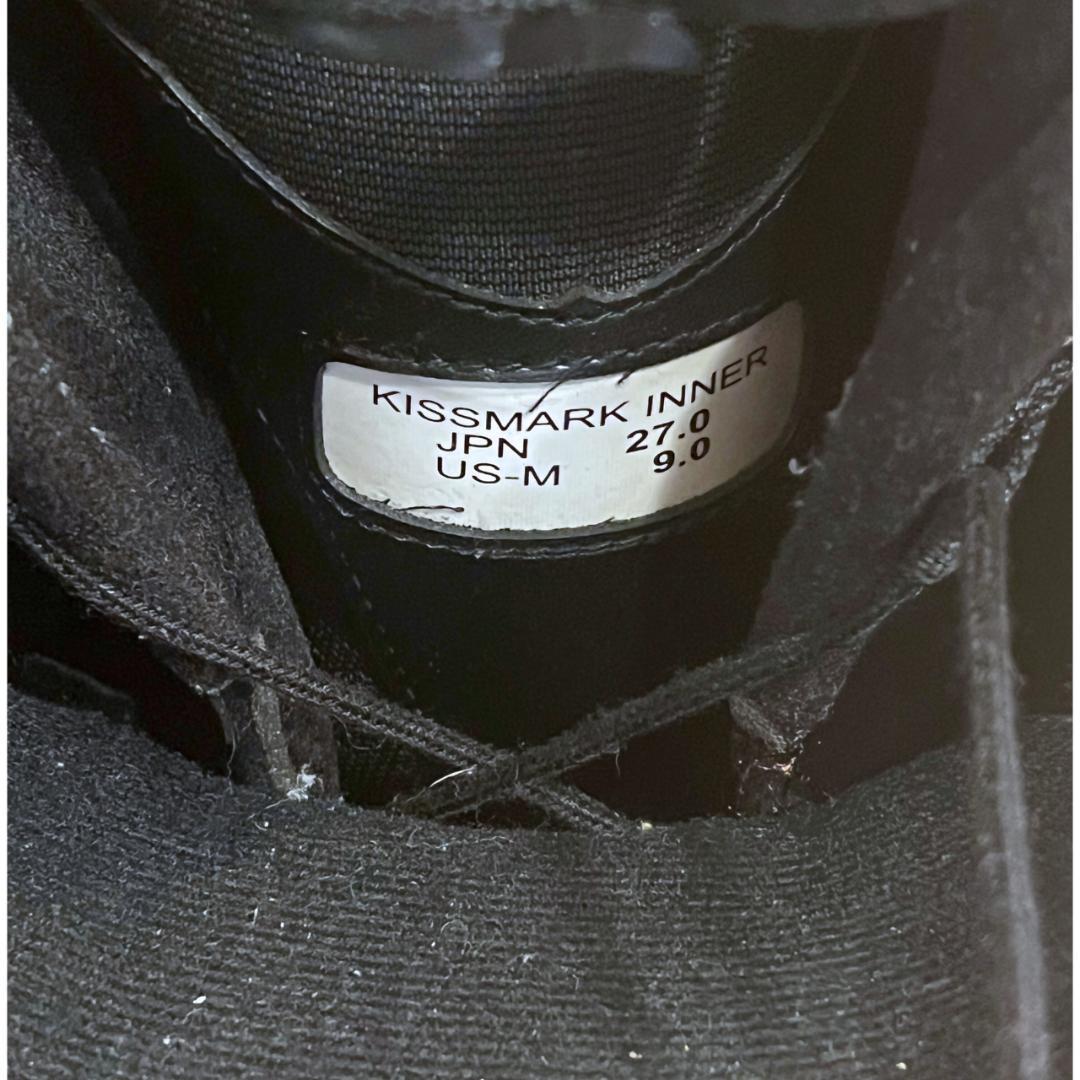 KISSMARK INNER
JPN 27.0
US-M 9.0